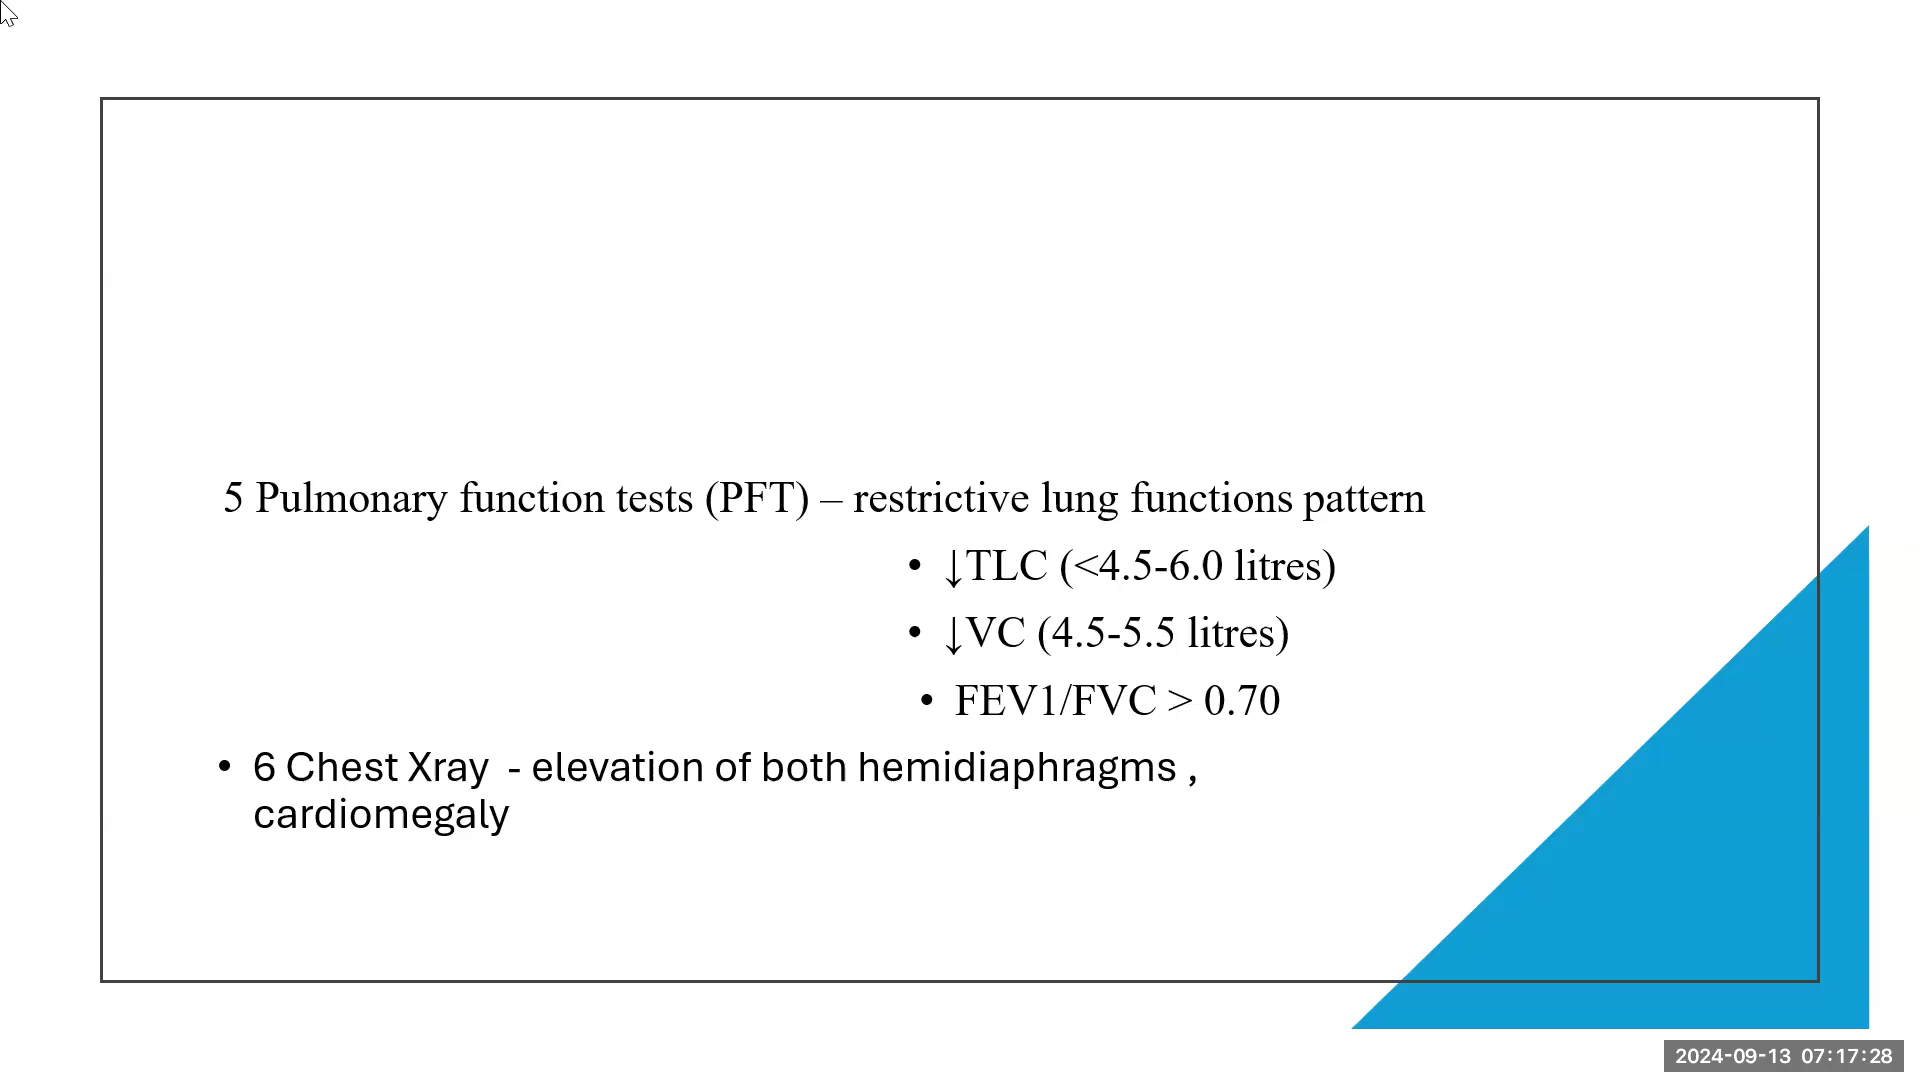 5 Pulmonary function tests (PFT) – restrictive lung functions pattern
• ↓TLC (<4.5-6.0 litres)
• ↓VC (4.5-5.5 litres)
• FEV1/FVC > 0.70
• 6 Chest Xray - elevation of both hemidiaphragms ,
cardiomegaly
2024-09-13 07:17:28